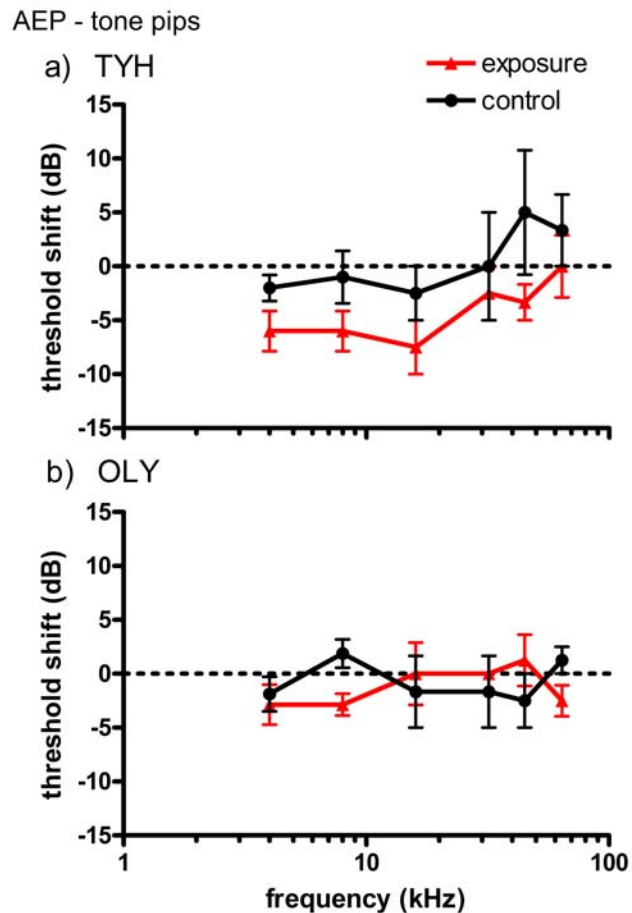 AEP - tone pips
a) TYH
exposure
control
threshold shift (dB)
15
10
5
0
-5
-10
-15
b) OLY
threshold shift (dB)
15
10
5
0
-5
-10
-15
1 10 100
frequency (kHz)